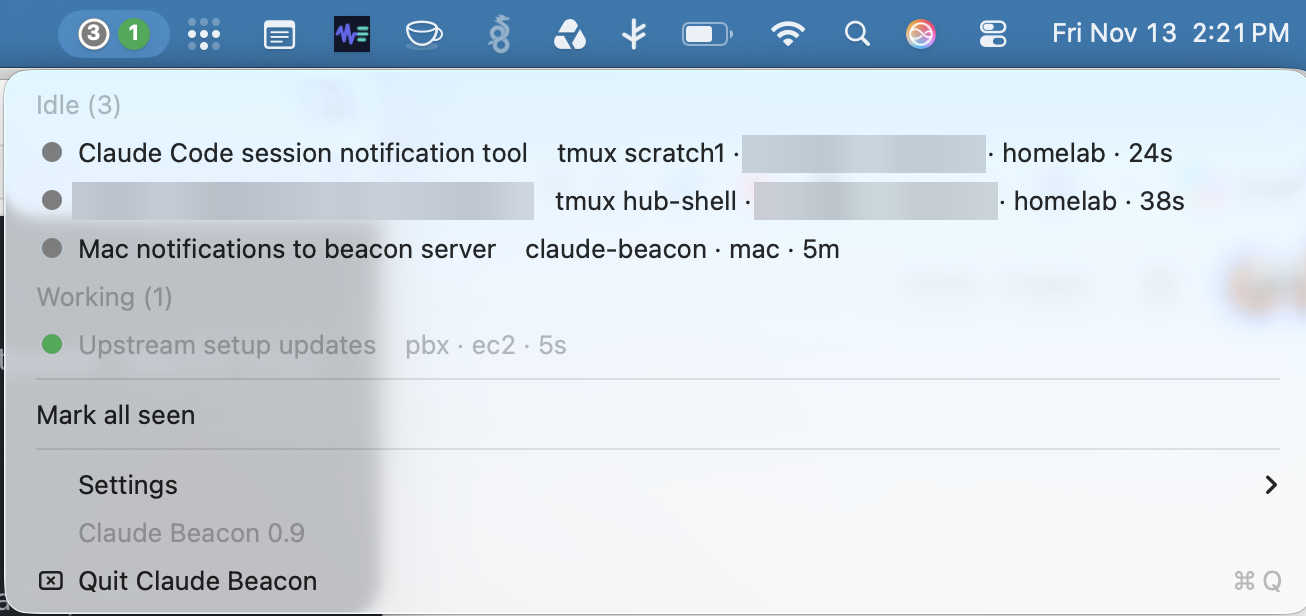 3 1 Fri Nov 13 2:21 PM
Idle (3)
Claude Code session notification tool tmux scratch1 · · homelab · 24s
tmux hub-shell · · homelab · 38s
Mac notifications to beacon server claude-beacon · mac · 5m
Working (1)
Upstream setup updates pbx · ec2 · 5s
Mark all seen
Settings
Claude Beacon 0.9
Quit Claude Beacon ⌘ Q